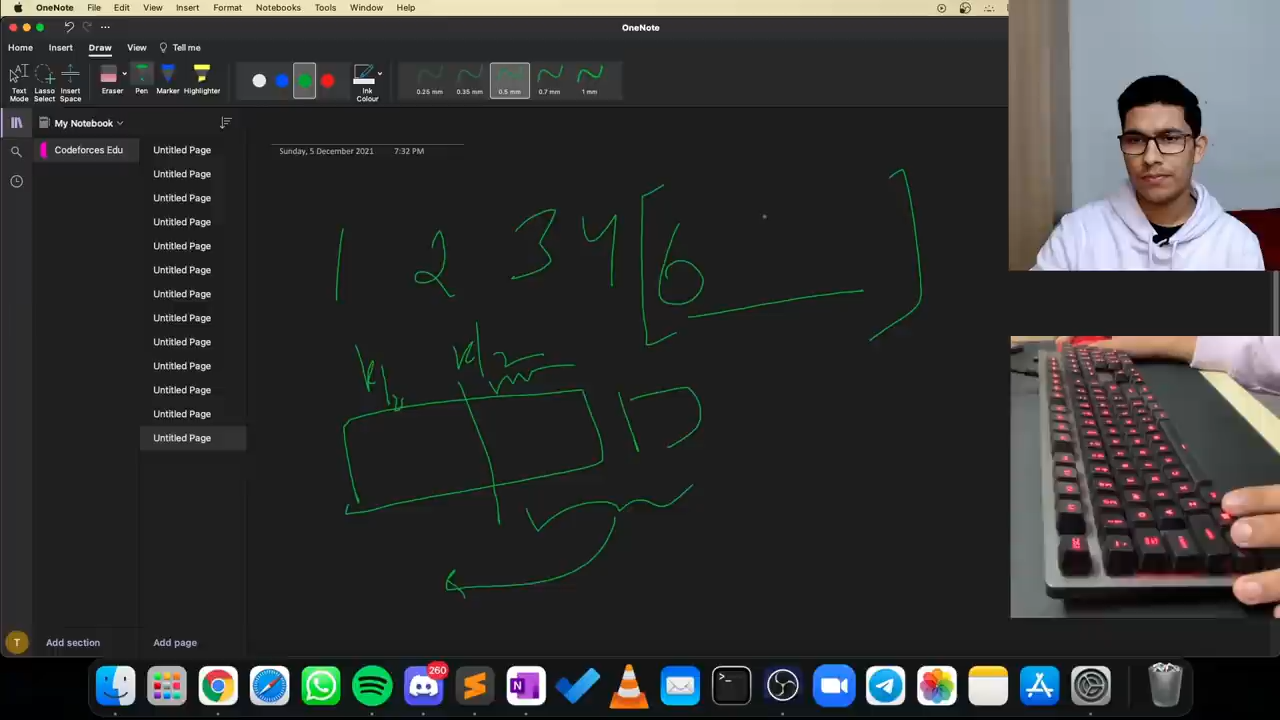 OneNote File Edit View Insert Format Notebooks Tools Window Help
OneNote
Home Insert Draw View Tell me
Text Mode
Lasso Select
Insert Space
Eraser
Pen
Marker
Highlighter
Ink Colour
0.25 mm
0.35 mm
0.5 mm
0.7 mm
1 mm
My Notebook
Codeforces Edu
Untitled Page
Untitled Page
Untitled Page
Untitled Page
Untitled Page
Untitled Page
Untitled Page
Untitled Page
Untitled Page
Untitled Page
Untitled Page
Untitled Page
Untitled Page
Sunday, 5 December 2021 7:32 PM
1 2 3 4 [ 6 ]
k/2 k/2
Add section
Add page
T
260